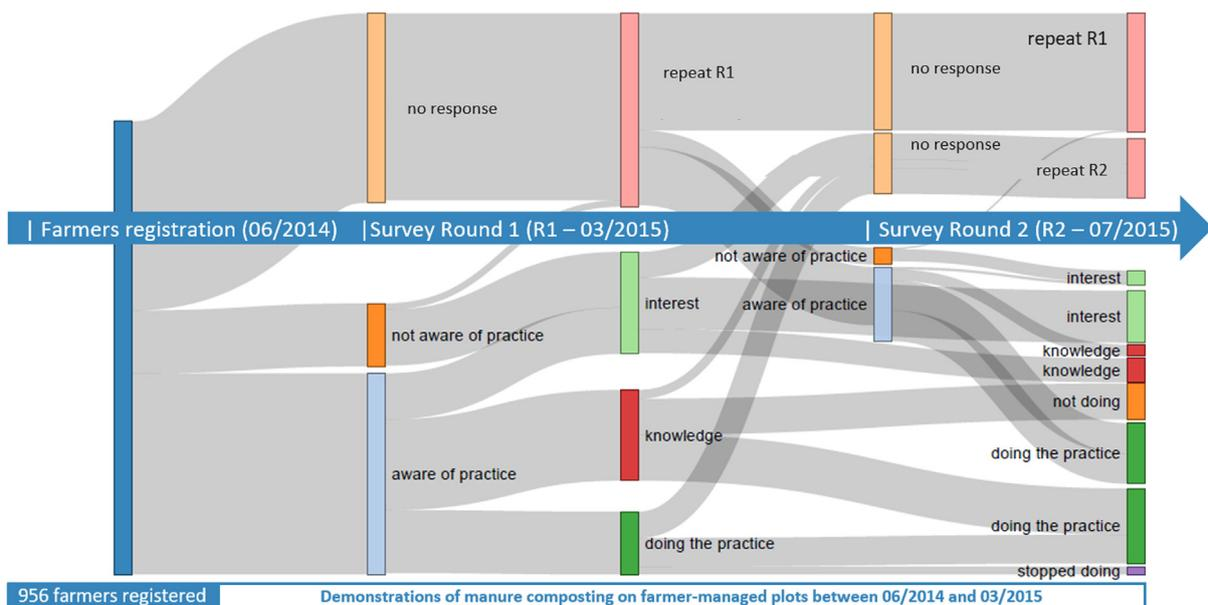 repeat R1
no response
repeat R1
no response
no response
repeat R2
| Farmers registration (06/2014) |Survey Round 1 (R1 – 03/2015) | Survey Round 2 (R2 – 07/2015)
not aware of practice
interest
interest
aware of practice
interest
not aware of practice
knowledge
knowledge
not doing
knowledge
doing the practice
aware of practice
doing the practice
doing the practice
stopped doing
956 farmers registered
Demonstrations of manure composting on farmer-managed plots between 06/2014 and 03/2015